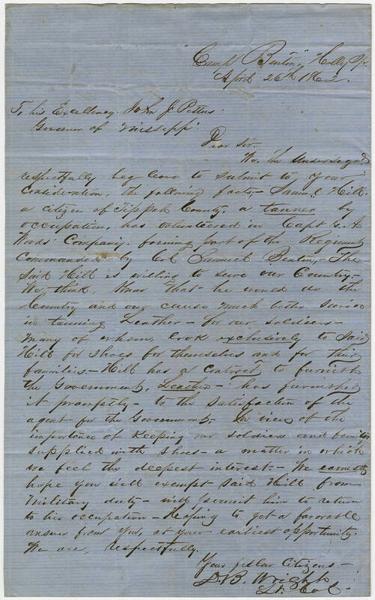 Camp "Benton" Holly Spr
April 26th 1862.
To his Excellency Jno J Pettus
Governor of Mississippi
Dear Sir
We, the Undersigned
respectfully beg leave to submit to your
consideration, the following facts,- Saml. Hill
a citizen of Tippah County, a tanner by
occupation, has volunteered in Capt
Woods' Company, forming part of the Regiment
Commanded by Col Samuel Benton, The
Said Hill is willing to serve our Country-
We, think that he would do the
Country and our cause much better service
in tanning Leather- for our soldiers-
many of whom, look exclusively to Said
Hill for shoes for themselves and for their
families- Hill has a contract to furnish
the Government, Leather- has furnished
it promptly- to the satisfaction of the
agent for the Government- In view of the
importance of keeping our soldiers and families
supplied with shoes- a matter in which
we feel the deepest interest- We earnestly
hope you will exempt said Hill from
military duty- will permit him to return
to his occupation- Hoping to get a favorable
answer from you, at your earliest opportunity.
We are, respectfully.
Your fellow Citizens-
D. B. Wright
Lt. Col-